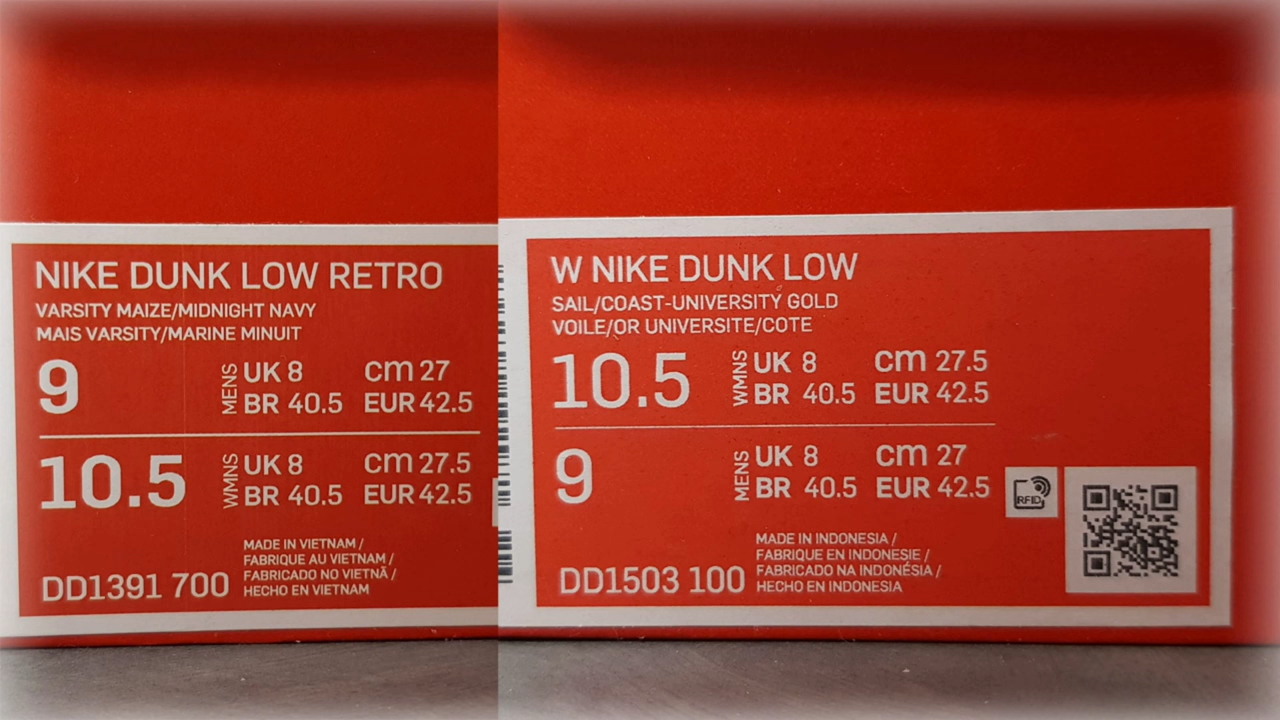 NIKE DUNK LOW RETRO
VARSITY MAIZE/MIDNIGHT NAVY
MAIS VARSITY/MARINE MINUIT
9 MENS UK 8 cm 27
BR 40.5 EUR 42.5
10.5 WMNS UK 8 cm 27.5
BR 40.5 EUR 42.5
MADE IN VIETNAM /
FABRIQUE AU VIETNAM /
FABRICADO NO VIETNÃ /
HECHO EN VIETNAM
DD1391 700
W NIKE DUNK LOW
SAIL/COAST-UNIVERSITY GOLD
VOILE/OR UNIVERSITE/COTE
10.5 WMNS UK 8 cm 27.5
BR 40.5 EUR 42.5
9 MENS UK 8 cm 27
BR 40.5 EUR 42.5
RFID
MADE IN INDONESIA /
FABRIQUE EN INDONESIE /
FABRICADO NA INDONÉSIA /
HECHO EN INDONESIA
DD1503 100